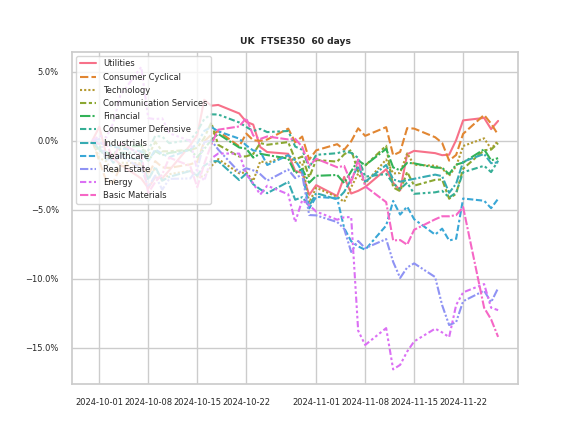 UK  FTSE350  60 days
5.0%
0.0%
−5.0%
−10.0%
−15.0%
Utilities
Consumer Cyclical
Technology
Communication Services
Financial
Consumer Defensive
Industrials
Healthcare
Real Estate
Energy
Basic Materials
2024-10-01 2024-10-08 2024-10-15 2024-10-22 2024-11-01 2024-11-08 2024-11-15 2024-11-22